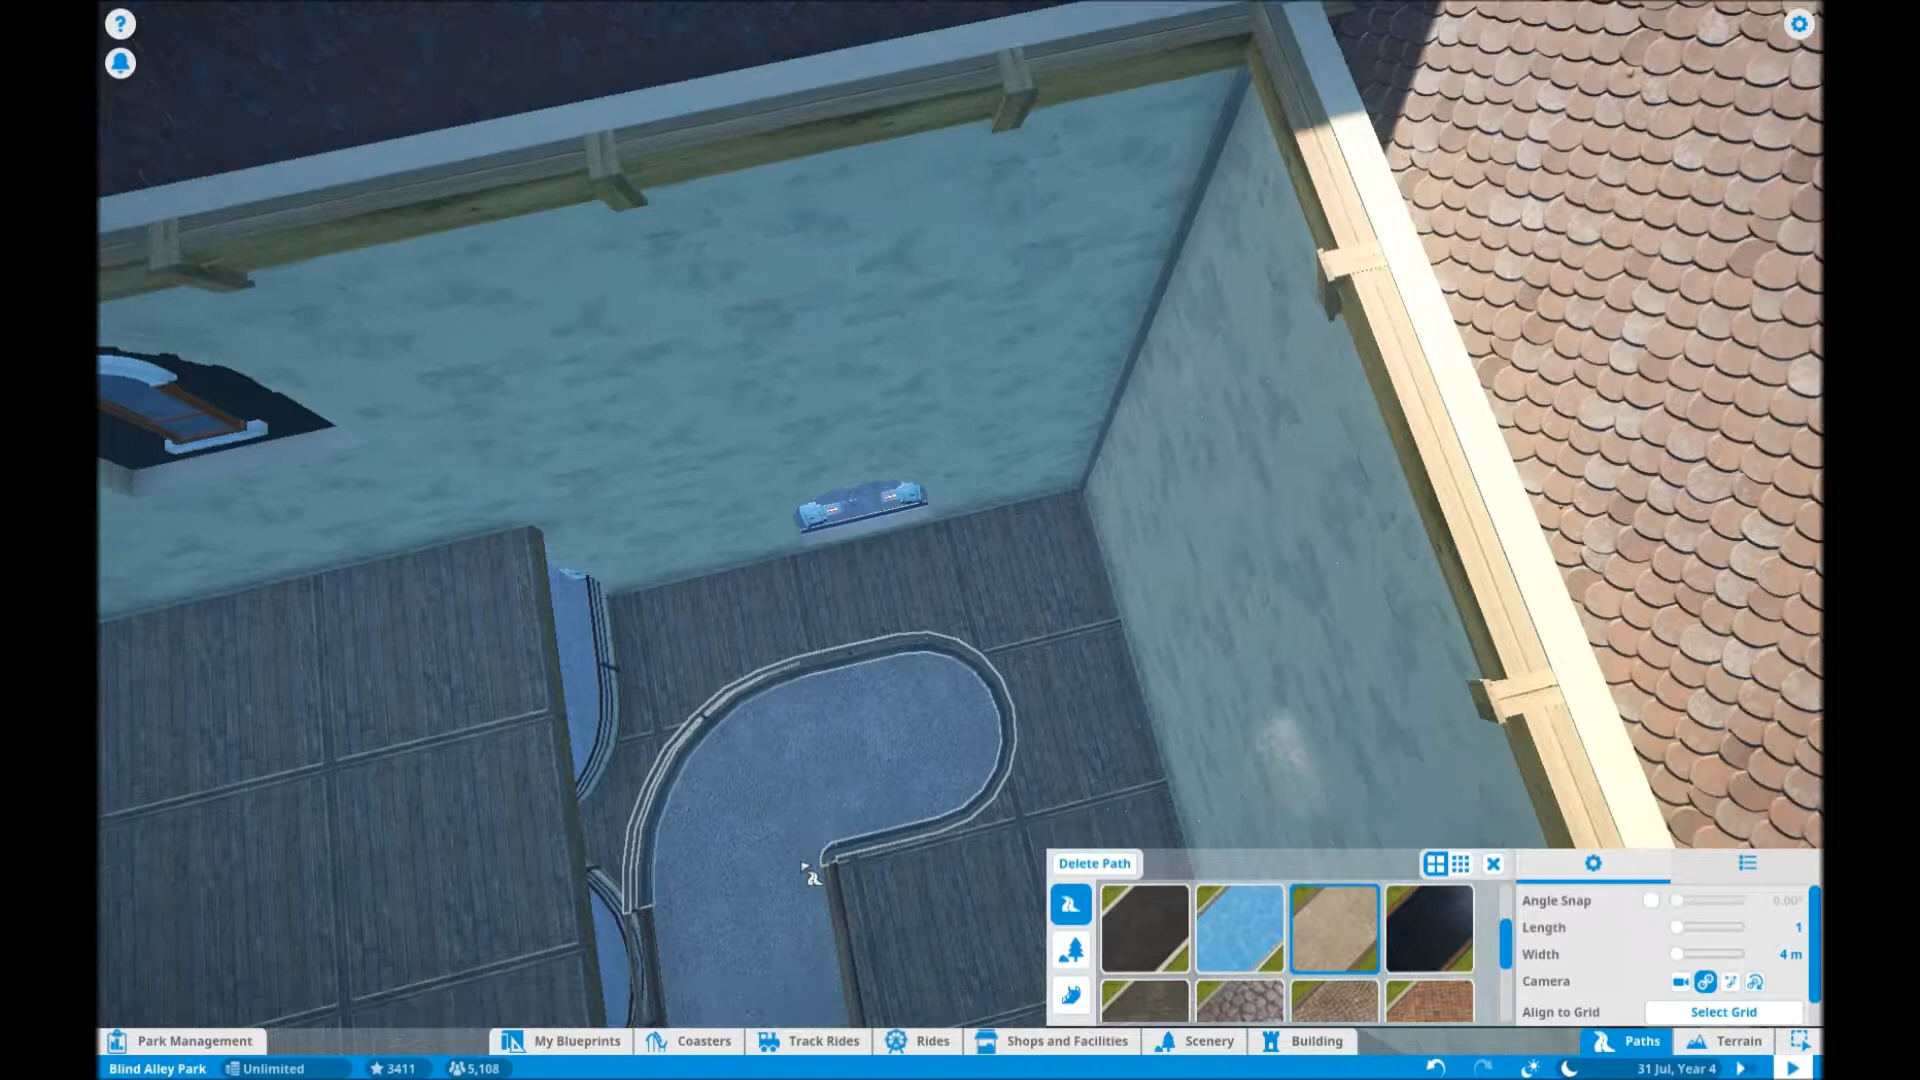 ?
Delete Path
Angle Snap 0.00°
Length 1
Width 4 m
Camera
Align to Grid Select Grid
Park Management My Blueprints Coasters Track Rides Rides Shops and Facilities Scenery Building Paths Terrain
Blind Alley Park Unlimited 3411 5,108 31 Jul, Year 4